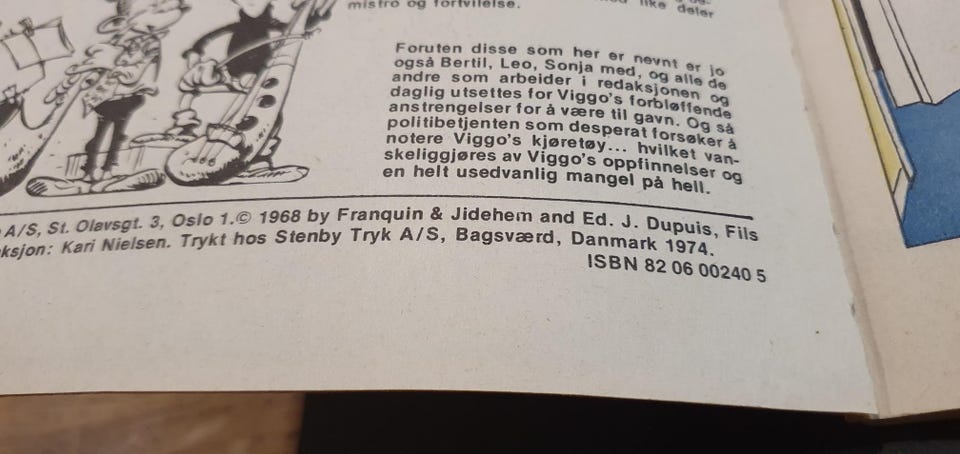 mistro og fortvilelse.
like deler
Foruten disse som her er nevnt er jo
også Bertil, Leo, Sonja med, og alle de
andre som arbeider i redaksjonen og
daglig utsettes for Viggo's forbløffende
anstrengelser for å være til gavn. Og så
politibetjenten som desperat forsøker å
notere Viggo's kjøretøy... hvilket van-
skeliggjøres av Viggo's oppfinnelser og
en helt usedvanlig mangel på hell.
A/S, St. Olavsgt. 3, Oslo 1.© 1968 by Franquin & Jidehem and Ed. J. Dupuis, Fils
ksjon: Kari Nielsen. Trykt hos Stenby Tryk A/S, Bagsværd, Danmark 1974.
ISBN 82 06 00240 5